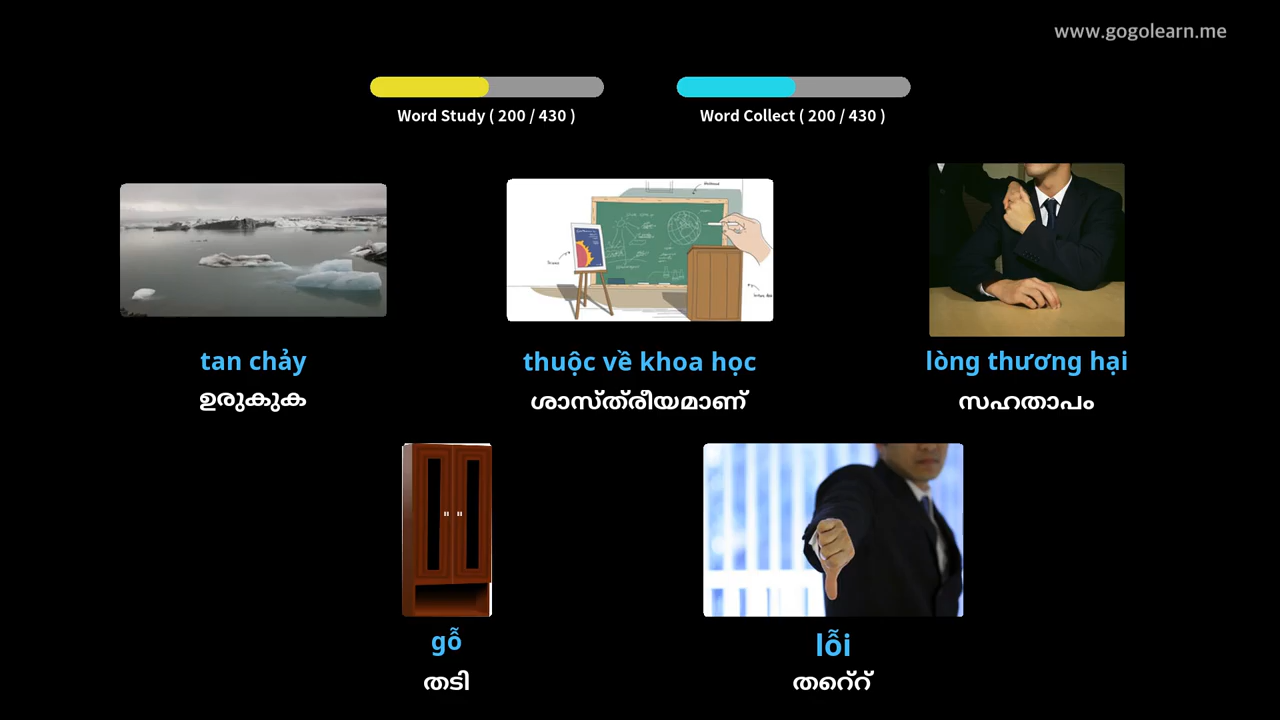 www.gogolearn.me
Word Study ( 200 / 430 )
Word Collect ( 200 / 430 )
tan chảy
thuộc về khoa học
lòng thương hại
ഉരുകുക
ശാസ്ത്രീയമാണ്
സഹതാപം
gỗ
lỗi
തടി
തറ്റെ്